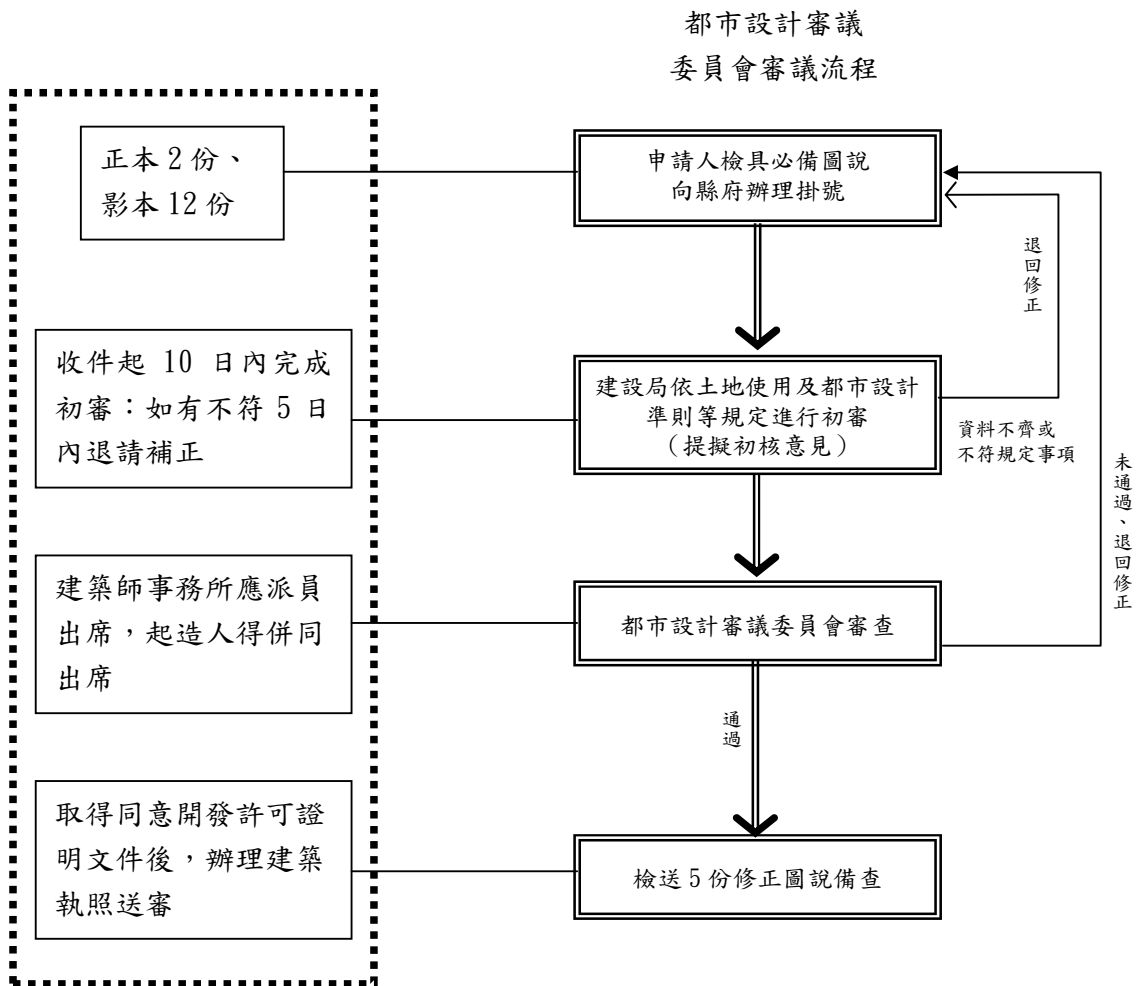 都市設計審議
委員會審議流程
正本 2 份、
影本 12 份
申請人檢具必備圖說
向縣府辦理掛號
退回修正
收件起 10 日內完成
初審：如有不符 5 日
內退請補正
建設局依土地使用及都市設計
準則等規定進行初審
（提擬初核意見）
資料不齊或
不符規定事項
未通過、退回修正
建築師事務所應派員
出席，起造人得併同
出席
都市設計審議委員會審查
通過
取得同意開發許可證
明文件後，辦理建築
執照送審
檢送 5 份修正圖說備查